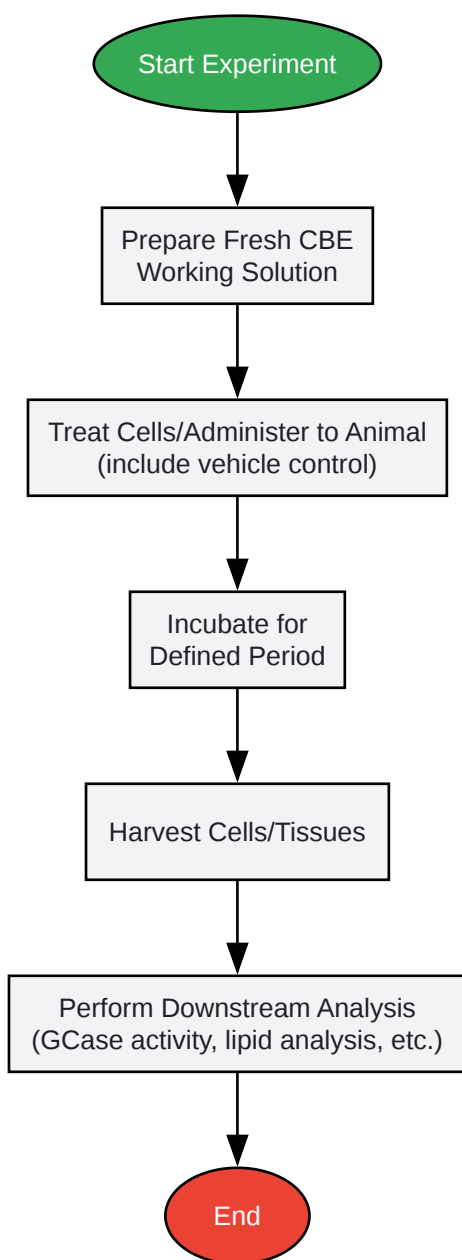 Start Experiment
Prepare Fresh CBE
Working Solution
Treat Cells/Administer to Animal
(include vehicle control)
Incubate for
Defined Period
Harvest Cells/Tissues
Perform Downstream Analysis
(GCase activity, lipid analysis, etc.)
End